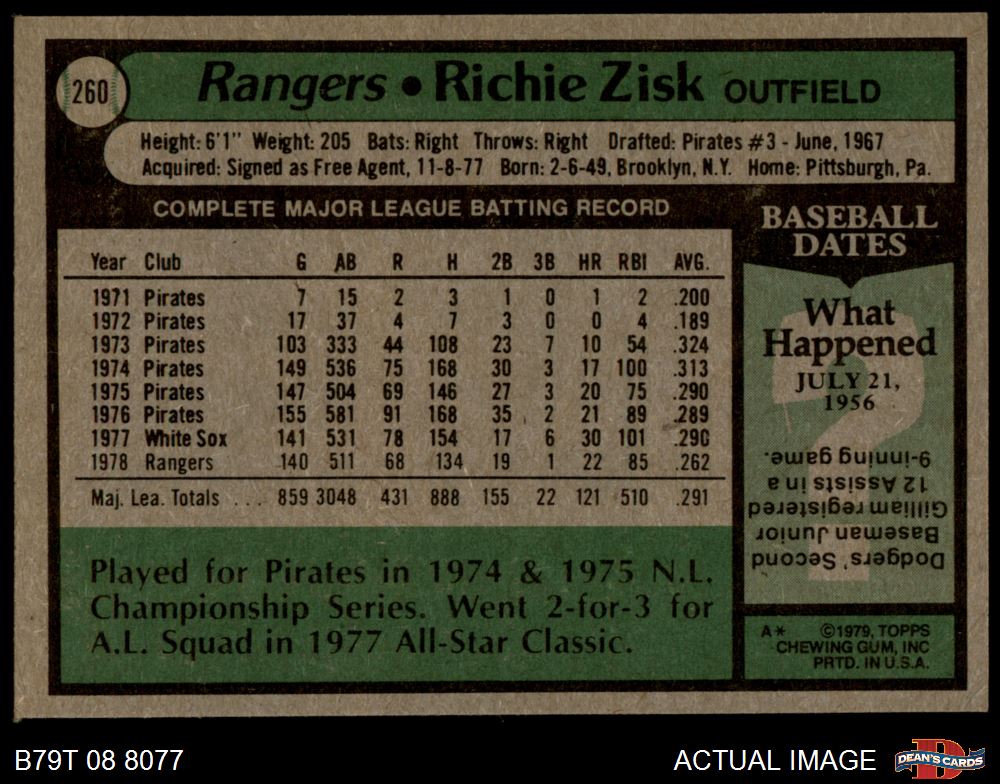 260
Rangers • Richie Zisk OUTFIELD
Height: 6'1" Weight: 205 Bats: Right Throws: Right Drafted: Pirates #3 - June, 1967
Acquired: Signed as Free Agent, 11-8-77 Born: 2-6-49, Brooklyn, N.Y. Home: Pittsburgh, Pa.
COMPLETE MAJOR LEAGUE BATTING RECORD
Year Club G AB R H 2B 3B HR RBI AVG.
1971 Pirates 7 15 2 3 1 0 1 2 .200
1972 Pirates 17 37 4 7 3 0 0 4 .189
1973 Pirates 103 333 44 108 23 7 10 54 .324
1974 Pirates 149 536 75 168 30 3 17 100 .313
1975 Pirates 147 504 69 146 27 3 20 75 .290
1976 Pirates 155 581 91 168 35 2 21 89 .289
1977 White Sox 141 531 78 154 17 6 30 101 .290
1978 Rangers 140 511 68 134 19 1 22 85 .262
Maj. Lea. Totals ... 859 3048 431 888 155 22 121 510 .291
Played for Pirates in 1974 & 1975 N.L.
Championship Series. Went 2-for-3 for
A.L. Squad in 1977 All-Star Classic.
BASEBALL
DATES
What
Happened
JULY 21,
1956
Dodgers' Second
Baseman Junior
Gilliam registered
12 Assists in a
9-inning game.
A* ©1979, TOPPS
CHEWING GUM, INC
PRTD. IN U.S.A.
B79T 08 8077
ACTUAL IMAGE
D
DEAN'S CARDS